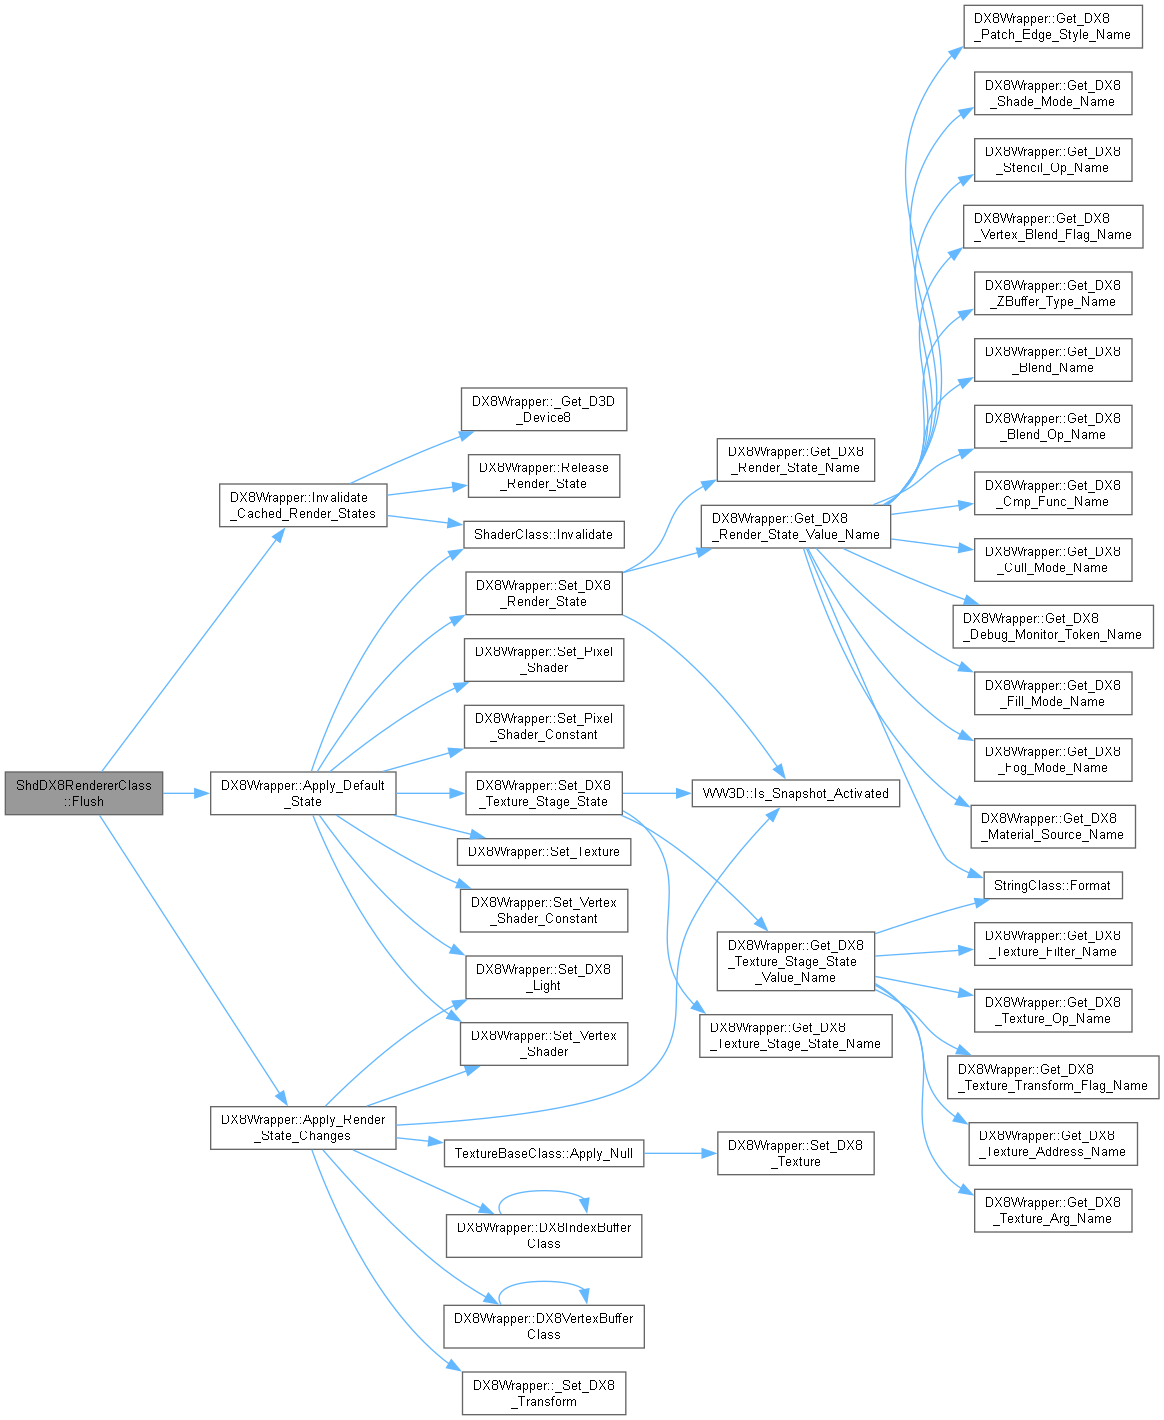 DX8Wrapper::Get_DX8
_Patch_Edge_Style_Name
DX8Wrapper::Get_DX8
_Shade_Mode_Name
DX8Wrapper::Get_DX8
_Stencil_Op_Name
DX8Wrapper::Get_DX8
_Vertex_Blend_Flag_Name
DX8Wrapper::Get_DX8
_ZBuffer_Type_Name
DX8Wrapper::Get_DX8
_Blend_Name
DX8Wrapper::Get_DX8
_Blend_Op_Name
DX8Wrapper::Get_DX8
_Cmp_Func_Name
DX8Wrapper::Get_DX8
_Cull_Mode_Name
DX8Wrapper::Get_DX8
_Debug_Monitor_Token_Name
DX8Wrapper::Get_DX8
_Fill_Mode_Name
DX8Wrapper::Get_DX8
_Fog_Mode_Name
DX8Wrapper::Get_DX8
_Material_Source_Name
StringClass::Format
DX8Wrapper::Get_DX8
_Texture_Filter_Name
DX8Wrapper::Get_DX8
_Texture_Op_Name
DX8Wrapper::Get_DX8
_Texture_Transform_Flag_Name
DX8Wrapper::Get_DX8
_Texture_Address_Name
DX8Wrapper::Get_DX8
_Texture_Arg_Name
DX8Wrapper::Get_DX8
_Render_State_Name
DX8Wrapper::Get_DX8
_Render_State_Value_Name
WW3D::Is_Snapshot_Activated
DX8Wrapper::Get_DX8
_Texture_Stage_State
_Value_Name
DX8Wrapper::Get_DX8
_Texture_Stage_State_Name
DX8Wrapper::Set_DX8
_Texture
DX8Wrapper::_Get_D3D
_Device8
DX8Wrapper::Release
_Render_State
ShaderClass::Invalidate
DX8Wrapper::Set_DX8
_Render_State
DX8Wrapper::Set_Pixel
_Shader
DX8Wrapper::Set_Pixel
_Shader_Constant
DX8Wrapper::Set_DX8
_Texture_Stage_State
DX8Wrapper::Set_Texture
DX8Wrapper::Set_Vertex
_Shader_Constant
DX8Wrapper::Set_DX8
_Light
DX8Wrapper::Set_Vertex
_Shader
TextureBaseClass::Apply_Null
DX8Wrapper::DX8IndexBuffer
Class
DX8Wrapper::DX8VertexBuffer
Class
DX8Wrapper::_Set_DX8
_Transform
DX8Wrapper::Invalidate
_Cached_Render_States
DX8Wrapper::Apply_Default
_State
DX8Wrapper::Apply_Render
_State_Changes
ShdDX8RendererClass
::Flush